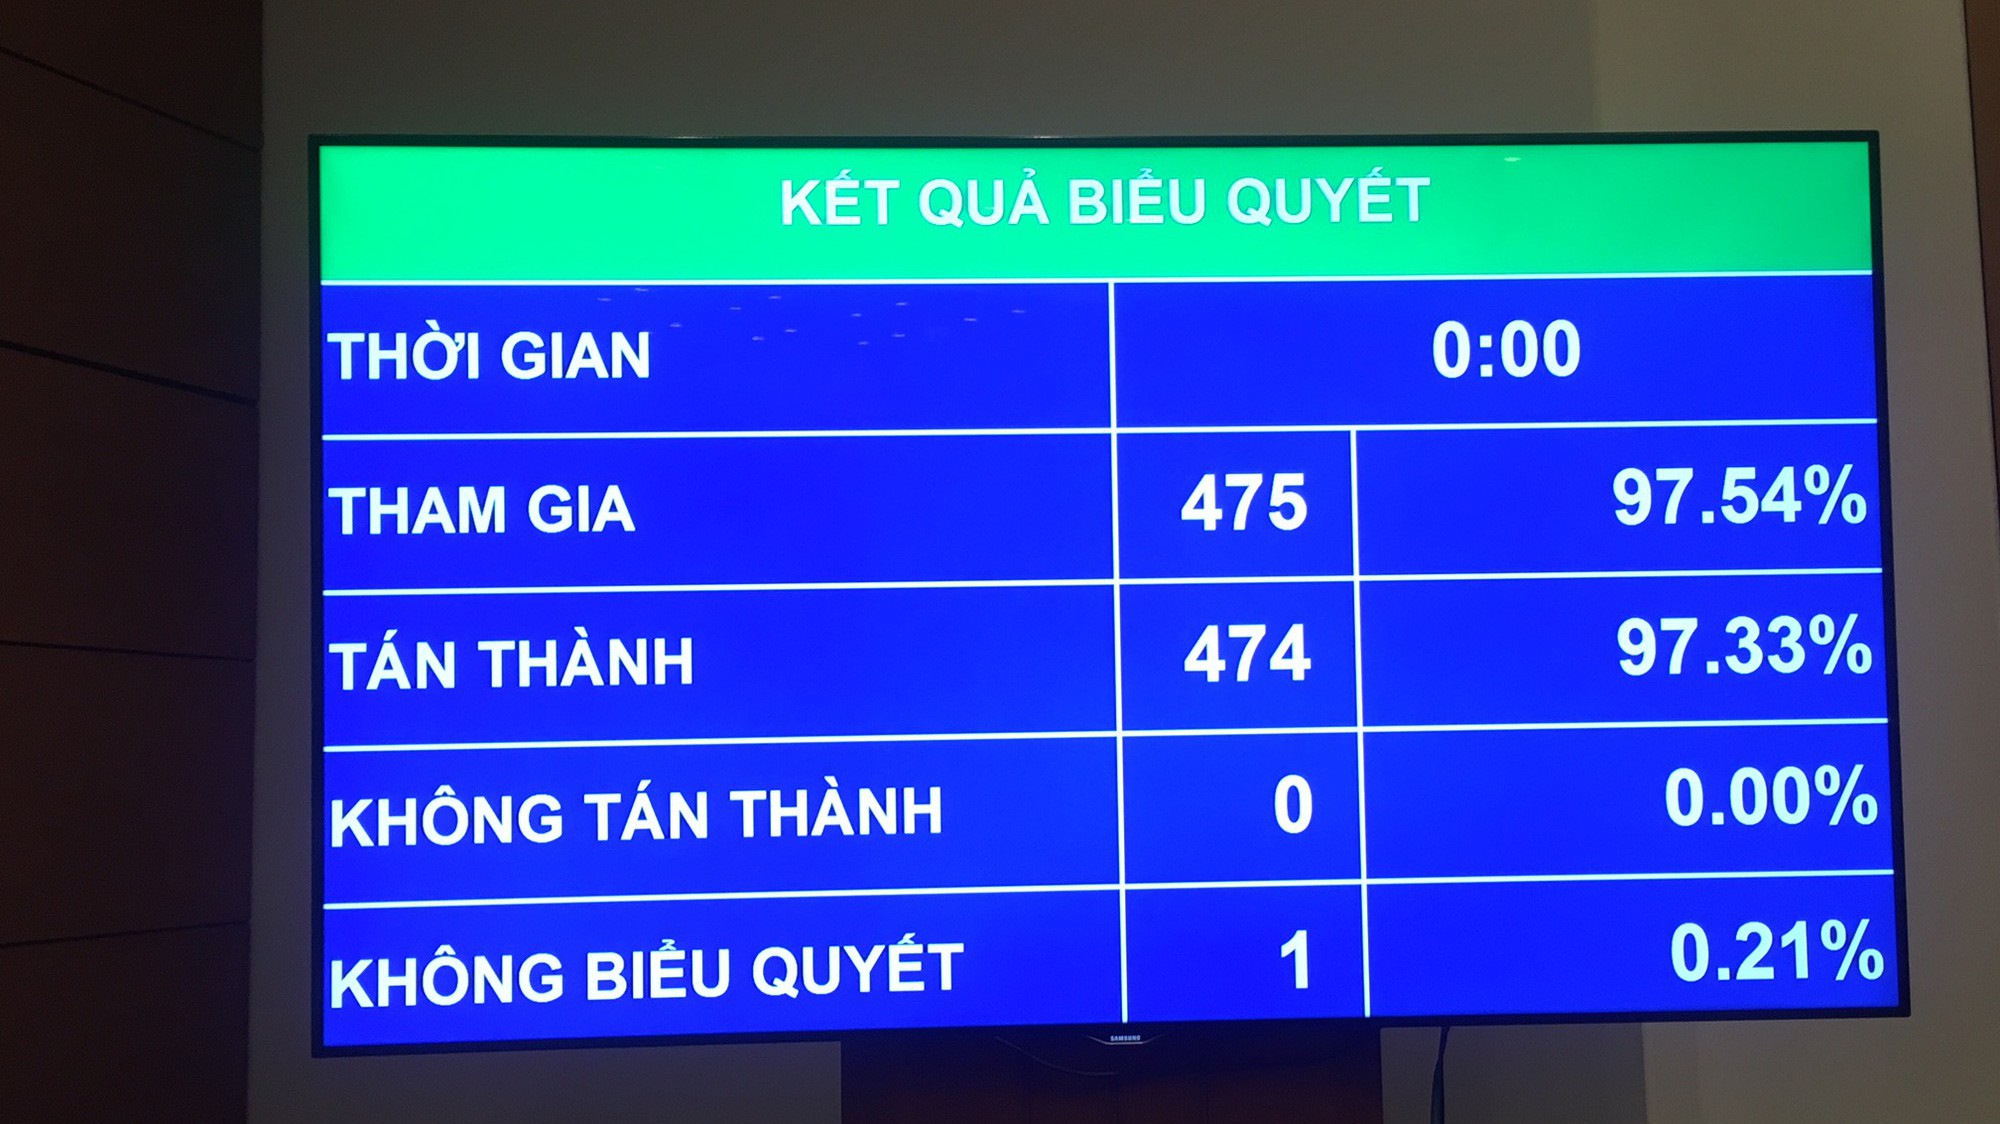 KẾT QUẢ BIỂU QUYẾT
THỜI GIAN 0:00
THAM GIA 475 97.54%
TÁN THÀNH 474 97.33%
KHÔNG TÁN THÀNH 0 0.00%
KHÔNG BIỂU QUYẾT 1 0.21%
SAMSUNG